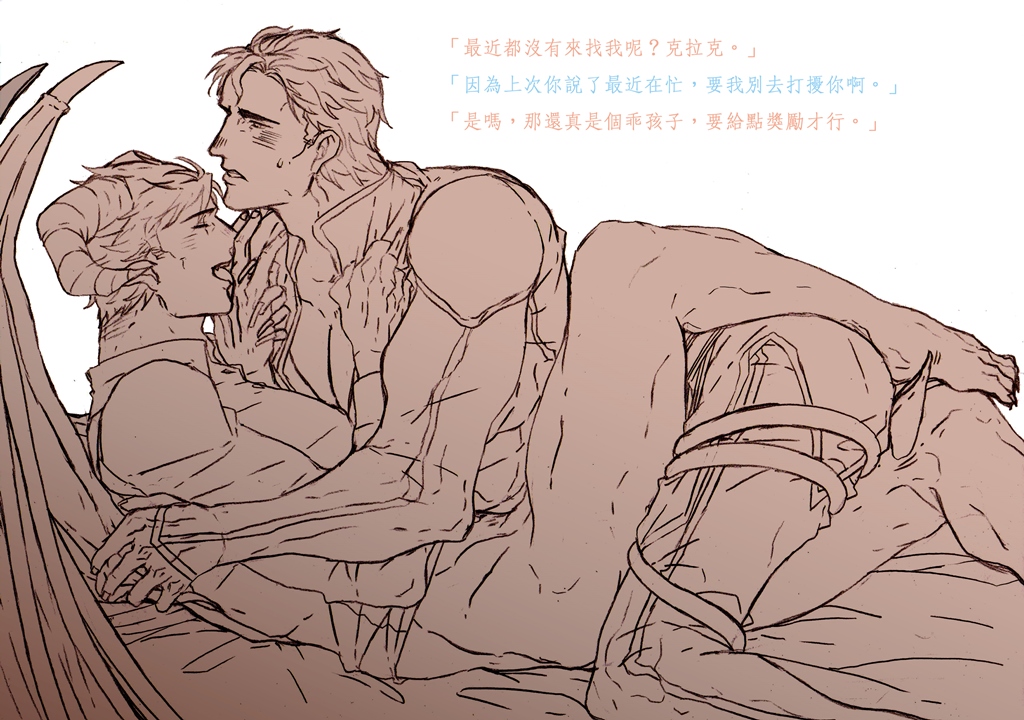 「最近都沒有來找我呢？克拉克。」
「因為上次你說了最近在忙，要我別去打擾你啊。」
「是嗎，那還真是個乖孩子，要給點獎勵才行。」